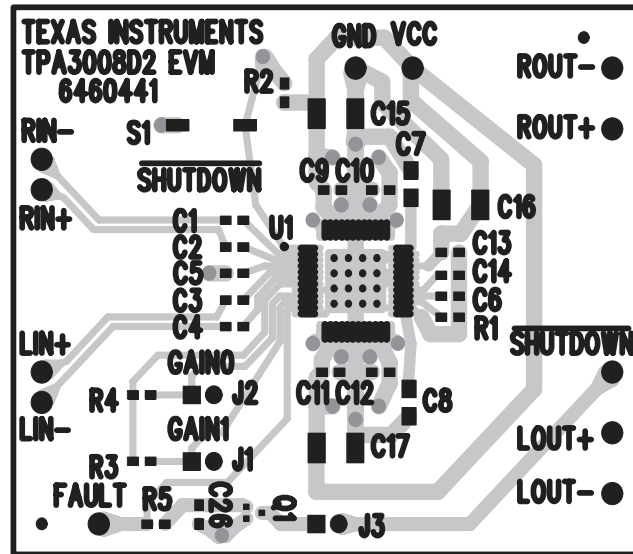 TEXAS INSTRUMENTS
TPA3008D2 EVM
6460441
GND VCC
ROUT-
R2
S1
C15
ROUT+
RIN-
C7
SHUTDOWN
C9 C10
RIN+
C16
C1
U1
C2
C13
C5
C14
C3
C6
C4
R1
LIN+
SHUTDOWN
GAIN0
C11 C12
R4
J2
C8
LIN-
GAIN1
C17
LOUT+
R3
J1
FAULT
R5
C26
Q1
J3
LOUT-